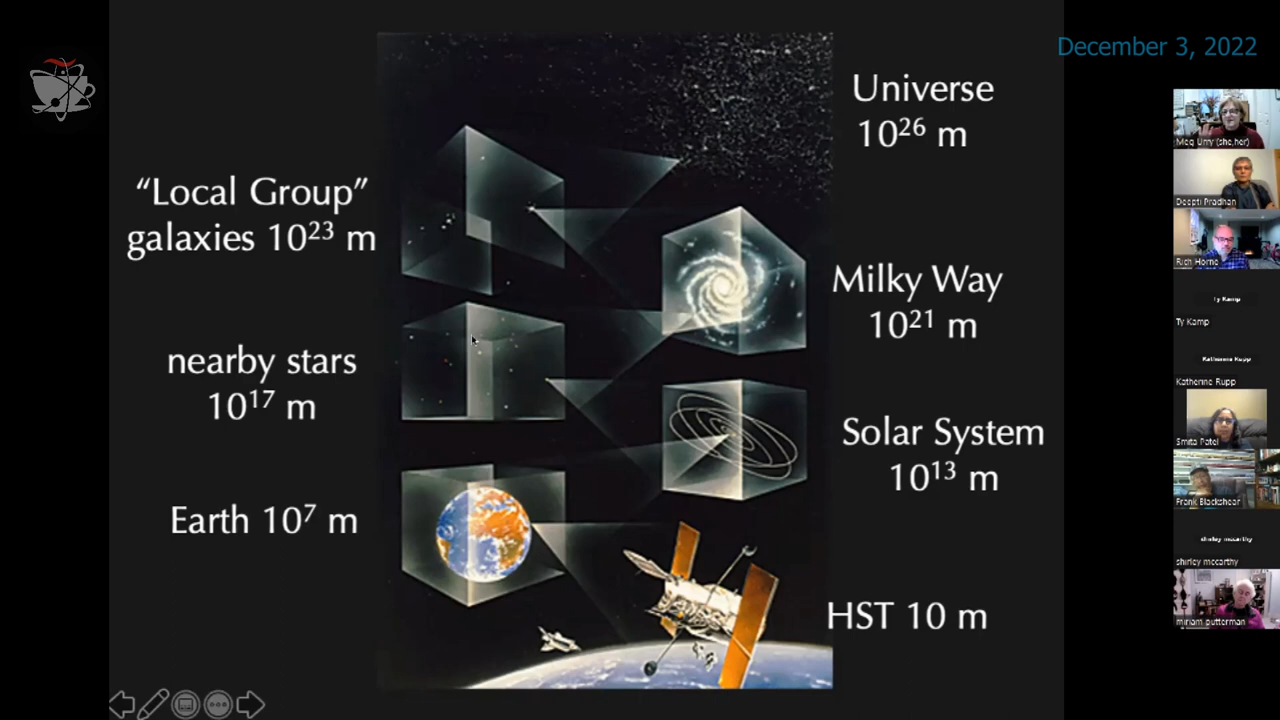 December 3, 2022
Universe
10²⁶ m
“Local Group”
galaxies 10²³ m
Milky Way
10²¹ m
nearby stars
10¹⁷ m
Solar System
10¹³ m
Earth 10⁷ m
HST 10 m
Meg Urry (she,her)
Deepti Pradhan
Rich Horne
Ty Kamp
Ty Kamp
Katherine Rupp
Katherine Rupp
Smita Patel
Frank Blackshear
shirley mccarthy
shirley mccarthy
miriam putterman